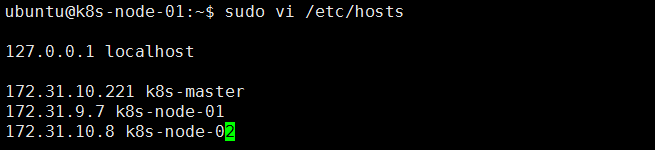 ubuntu@k8s-node-01:~$ sudo vi /etc/hosts
127.0.0.1 localhost
172.31.10.221 k8s-master
172.31.9.7 k8s-node-01
172.31.10.8 k8s-node-02